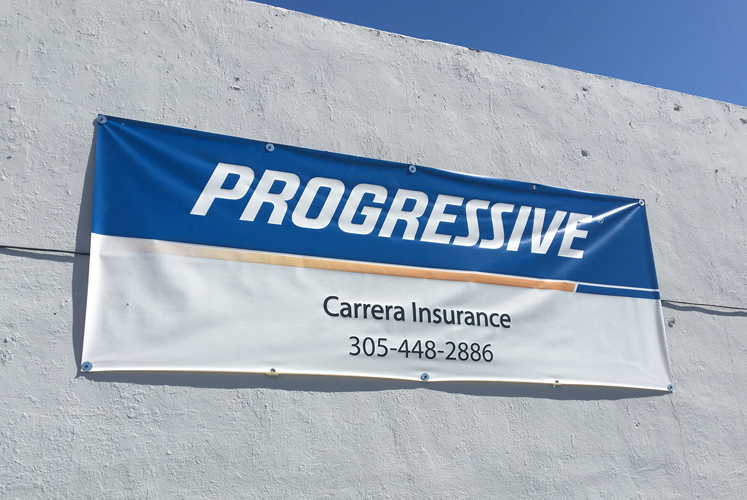 PROGRESSIVE
Carrera Insurance
305-448-2886